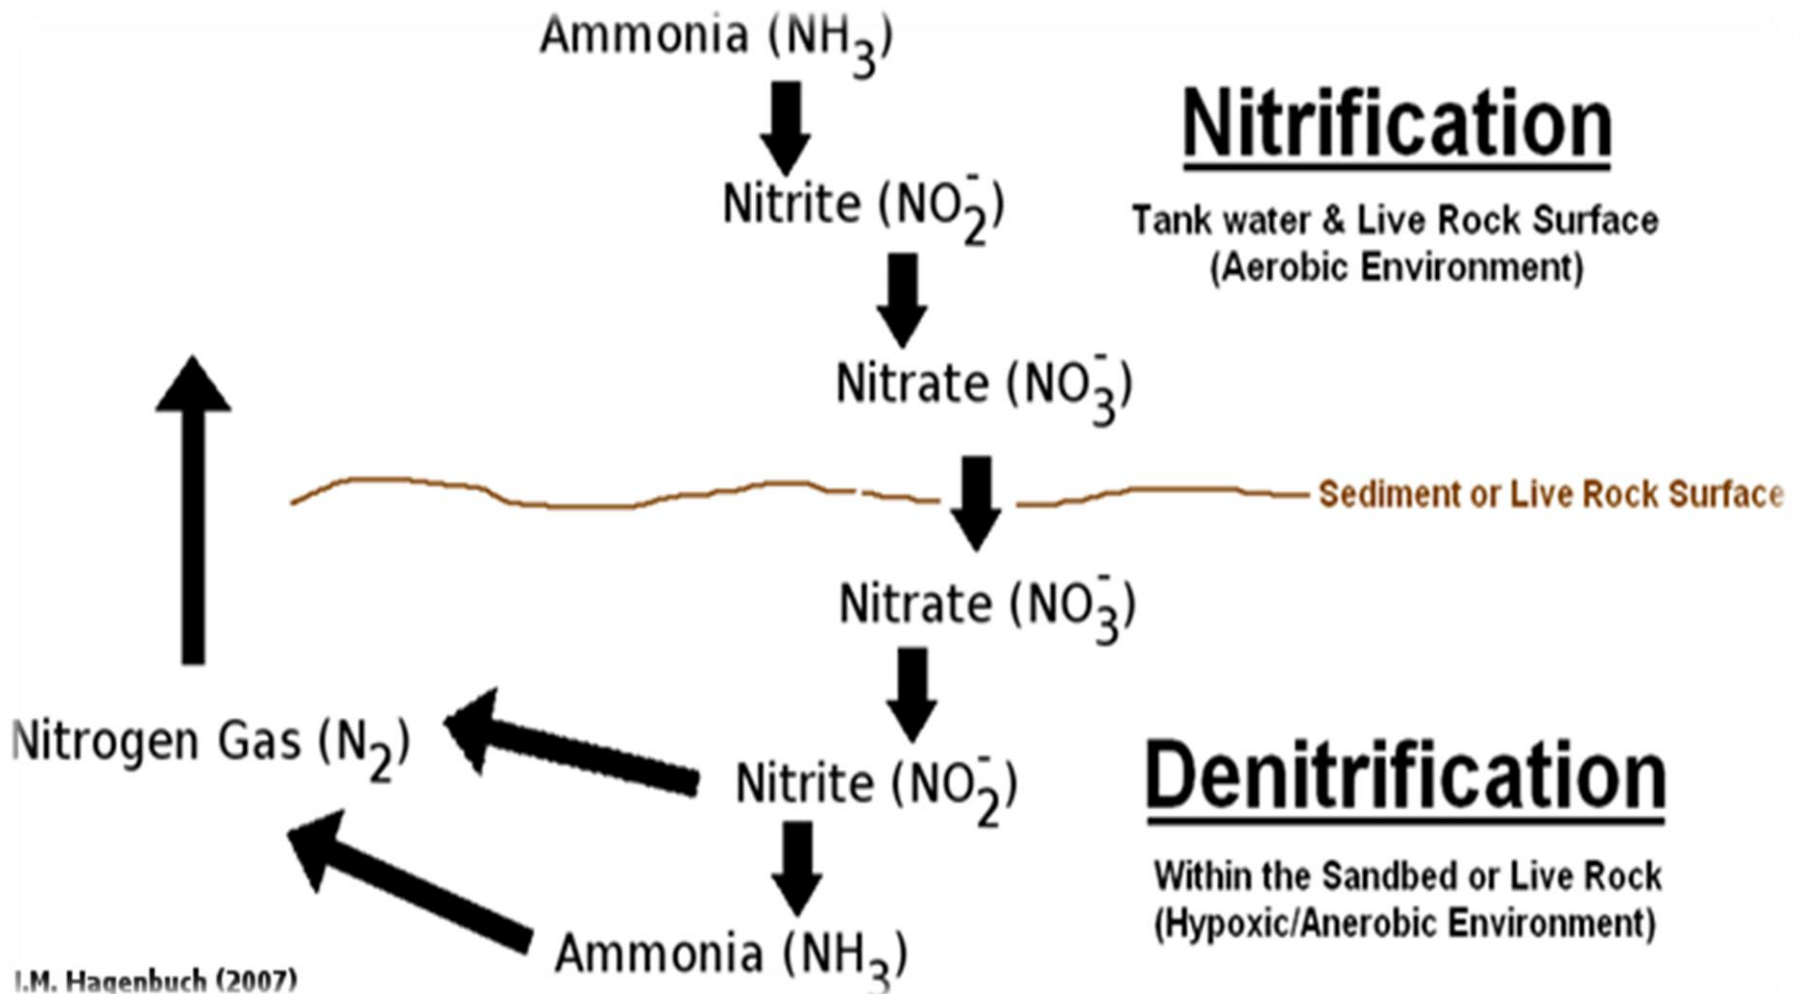 Ammonia (NH₃)
Nitrification
Nitrite (NO₂⁻)
Tank water & Live Rock Surface
(Aerobic Environment)
Nitrate (NO₃⁻)
Sediment or Live Rock Surface
Nitrate (NO₃⁻)
Nitrogen Gas (N₂)
Nitrite (NO₂⁻)
Denitrification
Within the Sandbed or Live Rock
(Hypoxic/Anerobic Environment)
Ammonia (NH₃)
I.M. Hagenbuch (2007)